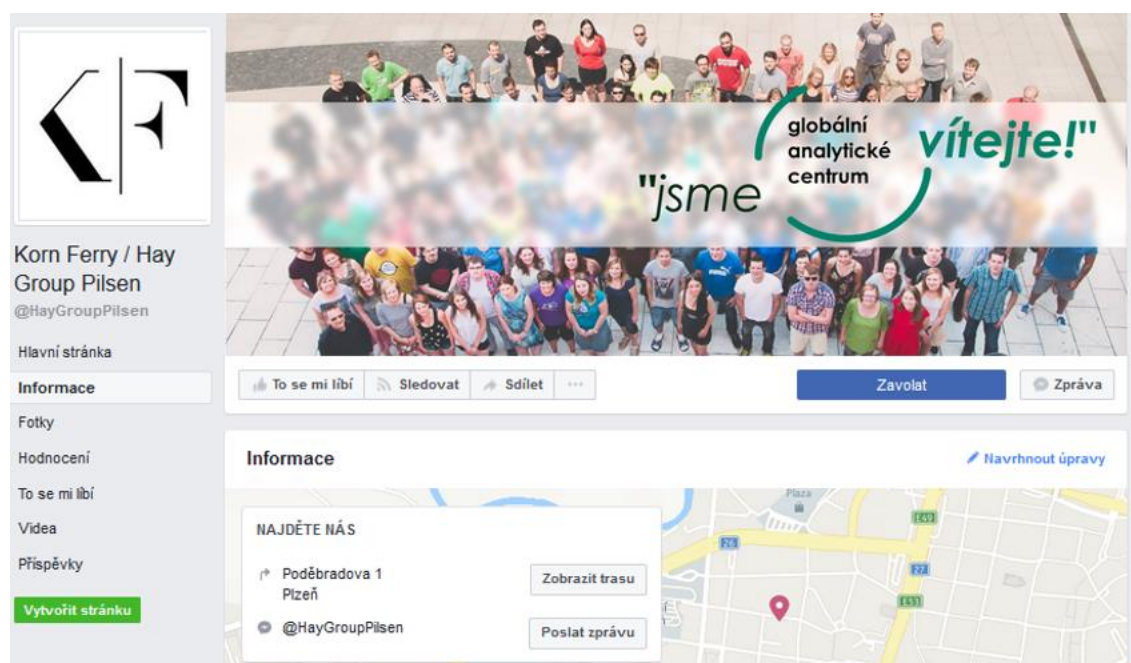 K|F
Korn Ferry / Hay
Group Pilsen
@HayGroupPilsen
Hlavní stránka
Informace
Fotky
Hodnocení
To se mi líbí
Videa
Příspěvky
Vytvořit stránku
"jsme
globální
analytické
centrum
vítejte!"
To se mi líbí
Sledovat
Sdílet
...
Zavolat
Zpráva
Informace
Navrhnout úpravy
NAJDĚTE NÁS
Poděbradova 1
Plzeň
Zobrazit trasu
@HayGroupPilsen
Poslat zprávu
Plaza
E49
26
27
E53